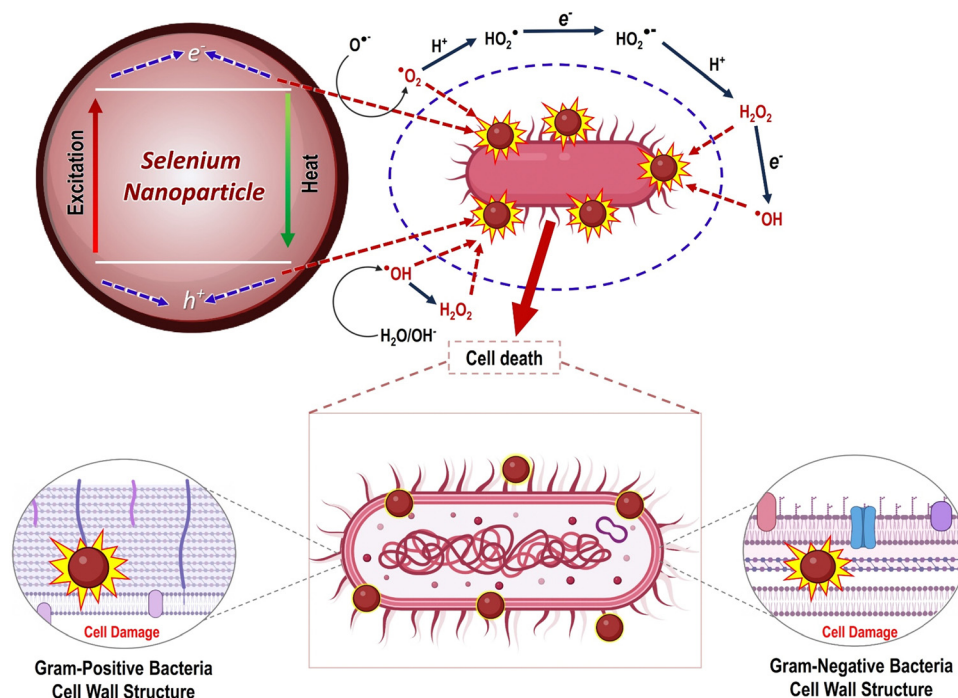 e-
Excitation
Selenium
Nanoparticle
Heat
h+
O•-
•O2
H+
HO2•
e-
HO2•-
H+
H2O2
e-
•OH
•OH
H2O2
H2O/OH-
Cell death
Cell Damage
Gram-Positive Bacteria
Cell Wall Structure
Cell Damage
Gram-Negative Bacteria
Cell Wall Structure